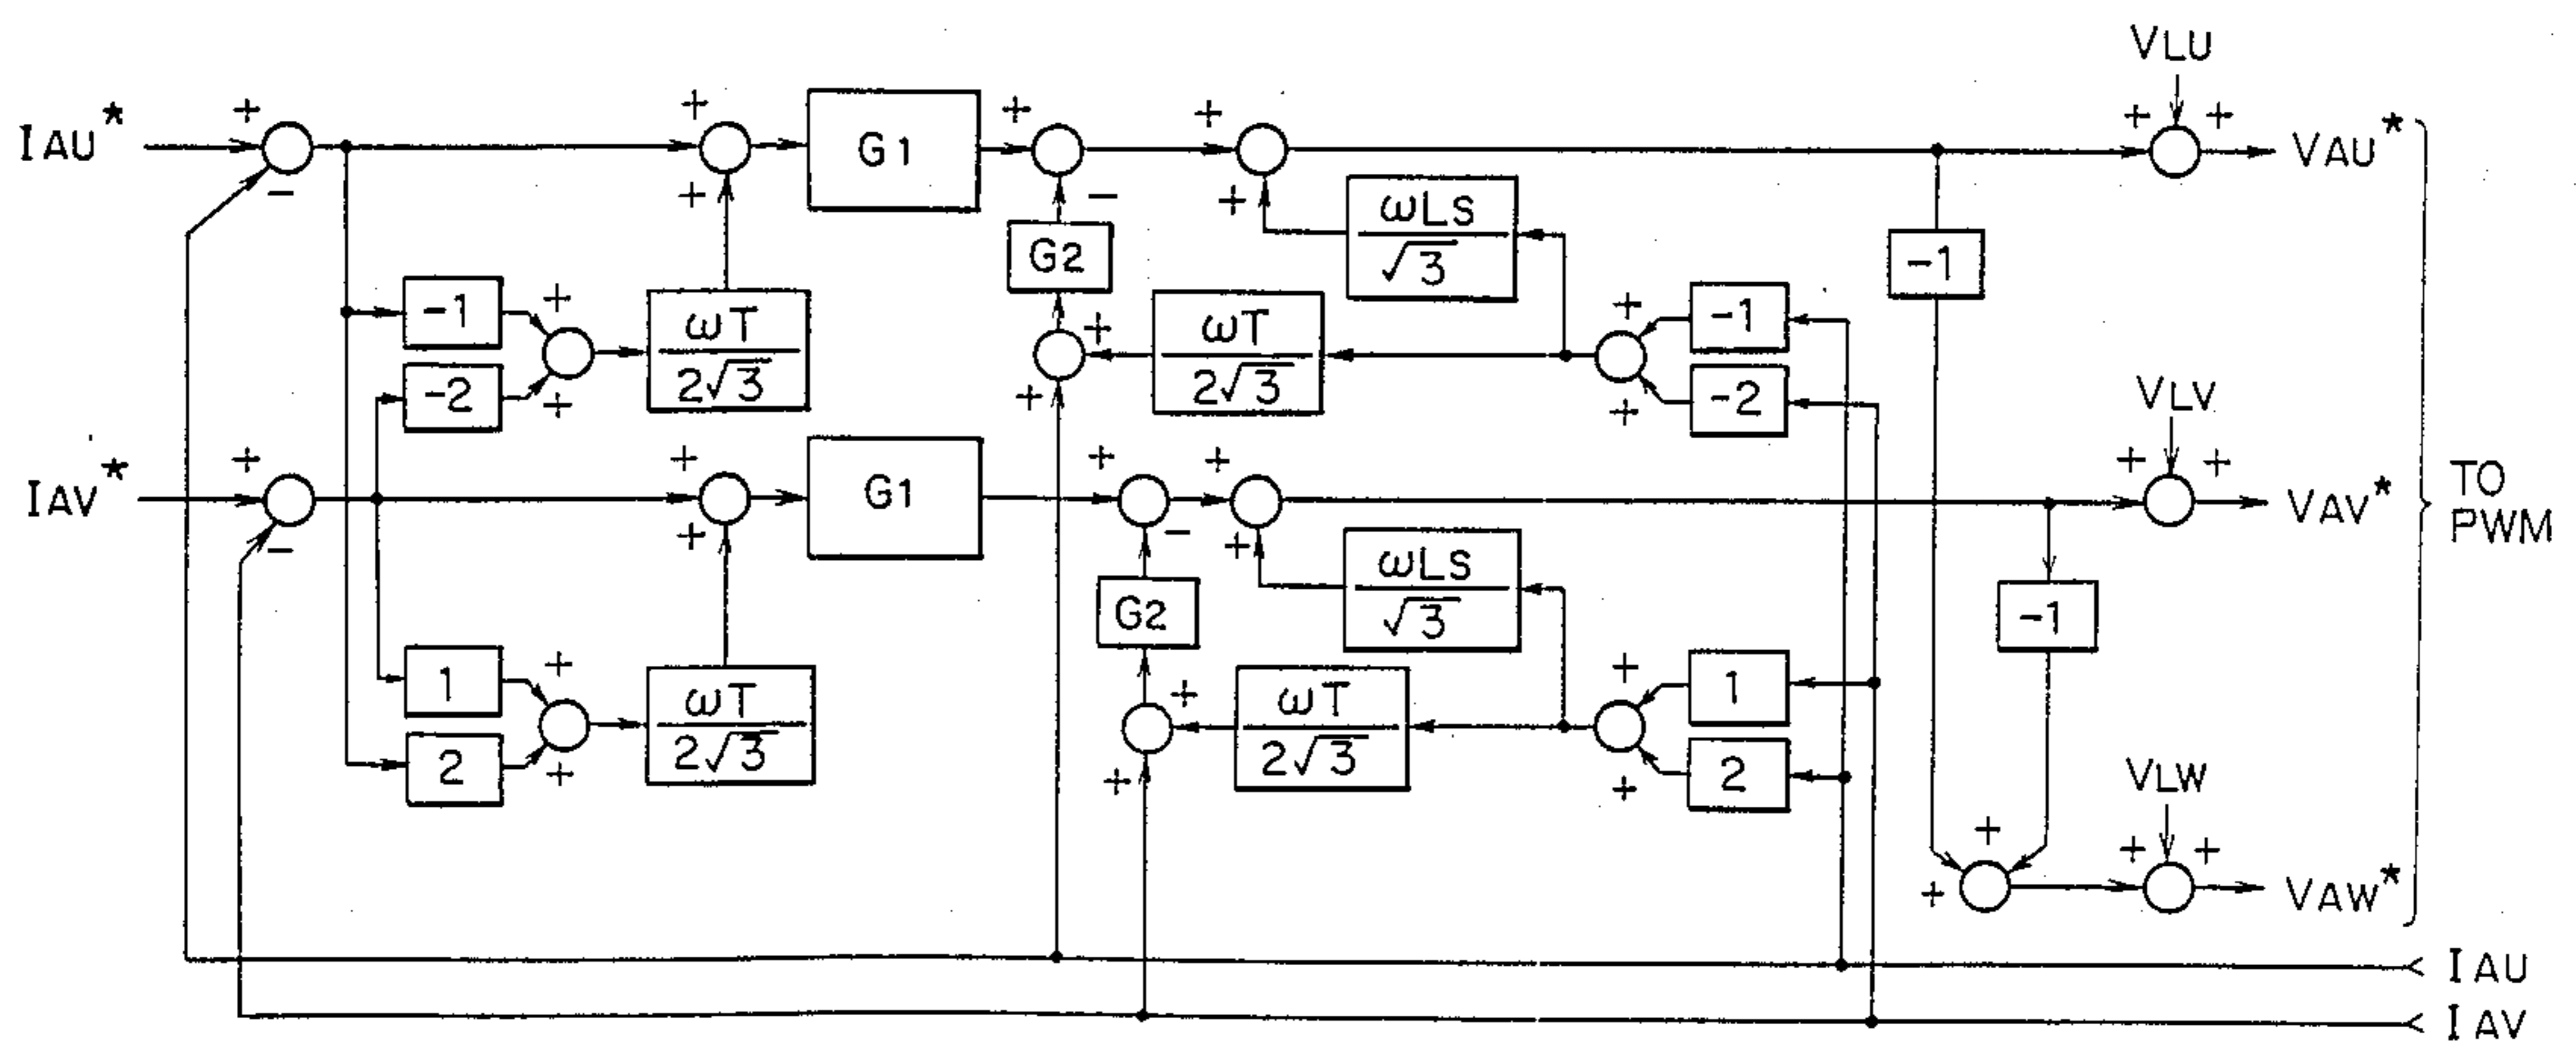 VLU
IAU*
G1
VAU*
ωLS
√3
G2
-1
-1
ωT
2√3
ωT
2√3
-1
-2
-2
VLV
IAV*
G1
VAV*
TO
PWM
ωLS
√3
G2
-1
1
ωT
2√3
ωT
2√3
1
2
2
VLW
VAW*
IAU
IAV